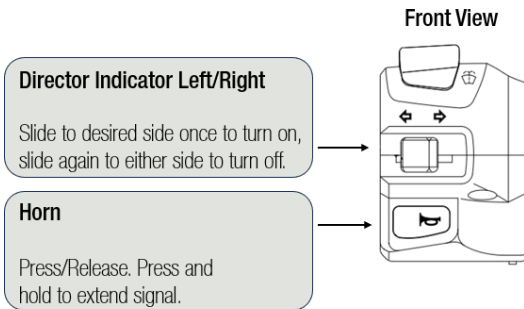 Front View
Director Indicator Left/Right
Slide to desired side once to turn on,
slide again to either side to turn off.
Horn
Press/Release. Press and
hold to extend signal.